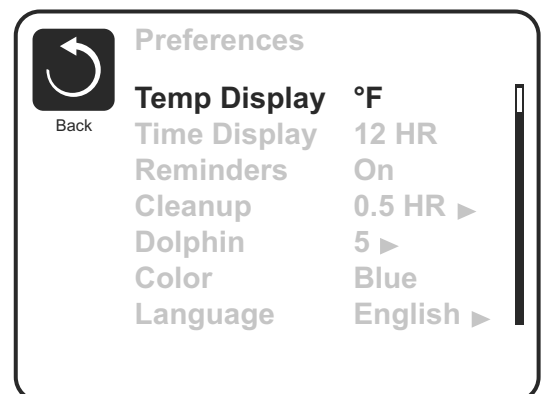 Preferences
Back
Temp Display °F
Time Display 12 HR
Reminders On
Cleanup 0.5 HR ▶
Dolphin 5 ▶
Color Blue
Language English ▶